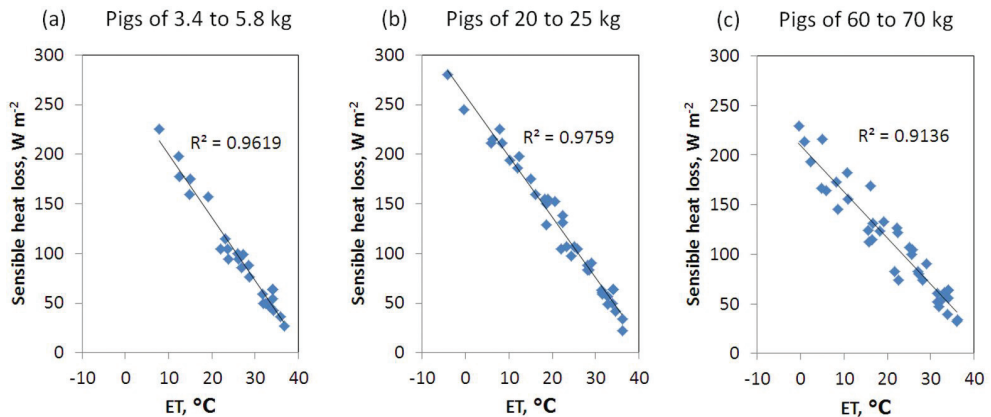 (a) Pigs of 3.4 to 5.8 kg
Sensible heat loss, W m⁻²
300
250
200
150
100
50
0
R² = 0.9619
-10 0 10 20 30 40
ET, °C
(b) Pigs of 20 to 25 kg
Sensible heat loss, W m⁻²
300
250
200
150
100
50
0
R² = 0.9759
-10 0 10 20 30 40
ET, °C
(c) Pigs of 60 to 70 kg
Sensible heat loss, W m⁻²
300
250
200
150
100
50
0
R² = 0.9136
-10 0 10 20 30 40
ET, °C